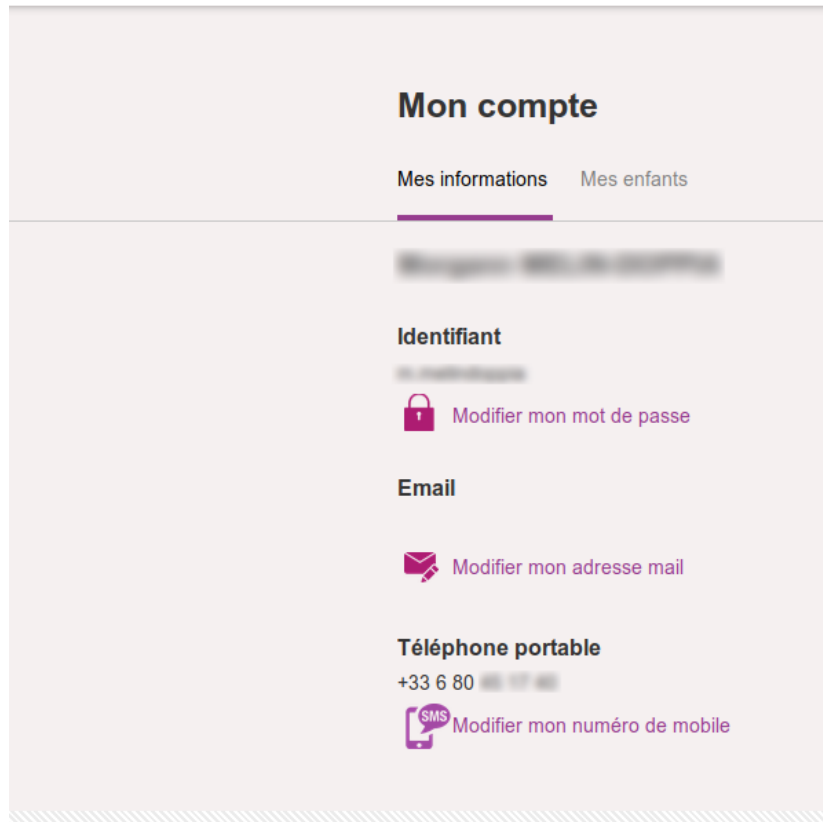 Mon compte
Mes informations Mes enfants
Identifiant
Modifier mon mot de passe
Email
Modifier mon adresse mail
Téléphone portable
+33 6 80
SMS
Modifier mon numéro de mobile